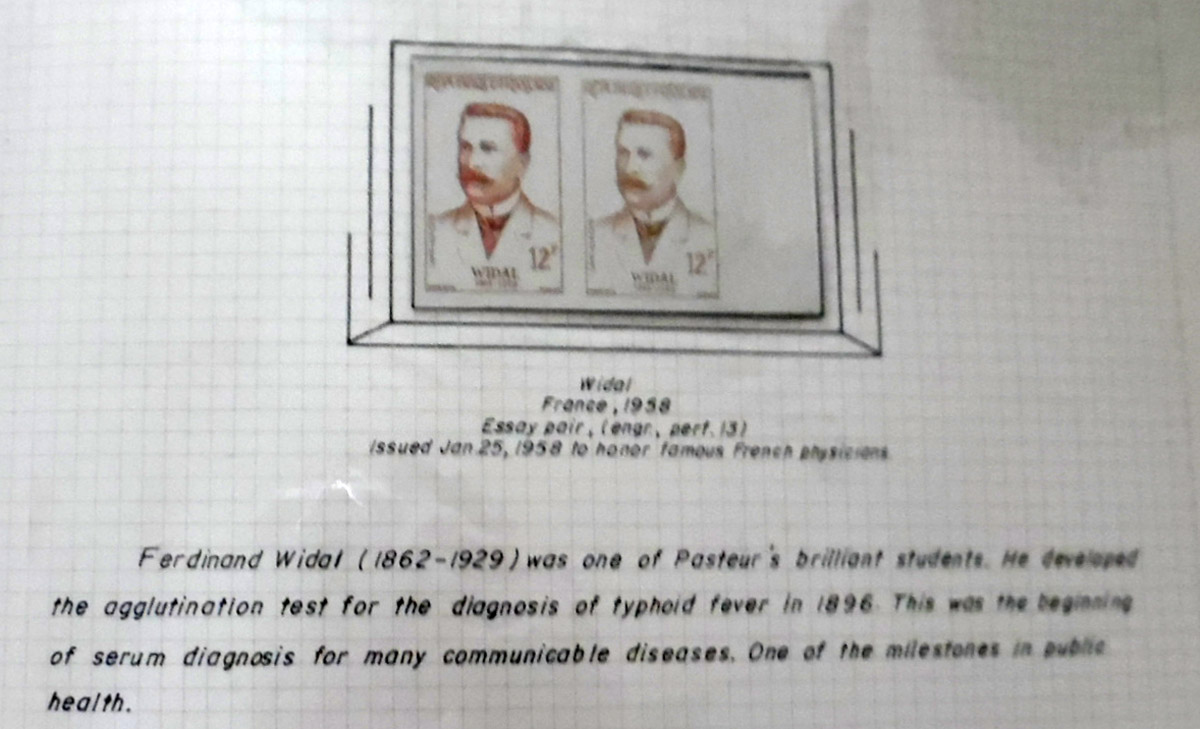 WIDAL
12F
WIDAL
12F
Widal
France, 1958
Essay pair, (engr., perf. 13)
Issued Jan. 25, 1958 to honor famous French physicians
Ferdinand Widal (1862-1929) was one of Pasteur's brilliant students. He developed
the agglutination test for the diagnosis of typhoid fever in 1896. This was the beginning
of serum diagnosis for many communicable diseases. One of the milestones in public
health.